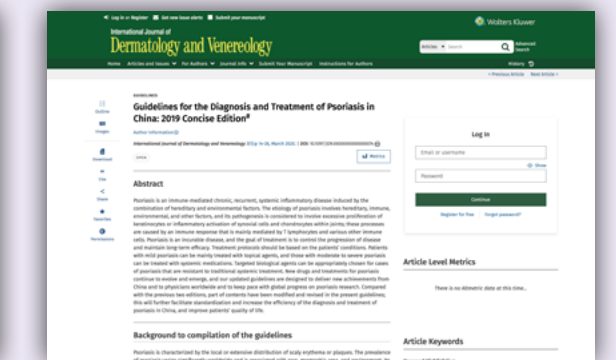 Log in or Register Get new issue alerts Submit your manuscript
Wolters Kluwer
International Journal of
Dermatology and Venereology
Articles Search Advanced Search
Home Articles and Issues For Authors Journal Info Submit Your Manuscript Instructions for Authors History
< Previous Article Next Article >
GUIDELINES
Guidelines for the Diagnosis and Treatment of Psoriasis in
China: 2019 Concise Edition#
Author Information
International Journal of Dermatology and Venereology March 2020. | DOI:
OPEN
Metrics
Outline
Images
Download
Cite
Share
Favorites
Permissions
Abstract
Psoriasis is an immune-mediated chronic, recurrent, systemic inflammatory disease induced by the
combination of hereditary and environmental factors. The etiology of psoriasis involves hereditary, immune,
environmental, and other factors, and its pathogenesis is considered to involve excessive proliferation of
keratinocytes or inflammatory activation of synovial cells and chondrocytes within joints; these processes
are caused by an immune response that is mainly mediated by T lymphocytes and various other immune
cells. Psoriasis is an incurable disease, and the goal of treatment is to control the progression of disease
and maintain long-term efficacy. Treatment protocols should be based on the patients' conditions. Patients
with mild psoriasis can be mainly treated with topical agents, and those with moderate to severe psoriasis
can be treated with systemic medications. Targeted biological agents can be appropriately chosen for cases
of psoriasis that are resistant to traditional systemic treatment. New drugs and treatments for psoriasis
continue to evolve and emerge, and our updated guidelines are designed to deliver new achievements from
China and to physicians worldwide and to keep pace with global progress on psoriasis research. Compared
with the previous two editions, part of contents have been modified and revised in the present guidelines;
this will further facilitate standardization and increase the efficiency of the diagnosis and treatment of
psoriasis in China, and improve patients' quality of life.
Background to compilation of the guidelines
Psoriasis is characterized by the local or extensive distribution of scaly erythema or plaques. The prevalence
Log In
Email or username
Show
Password
Continue
Register for free Forgot password?
Article Level Metrics
There is no Altmetric data at this time..
Article Keywords